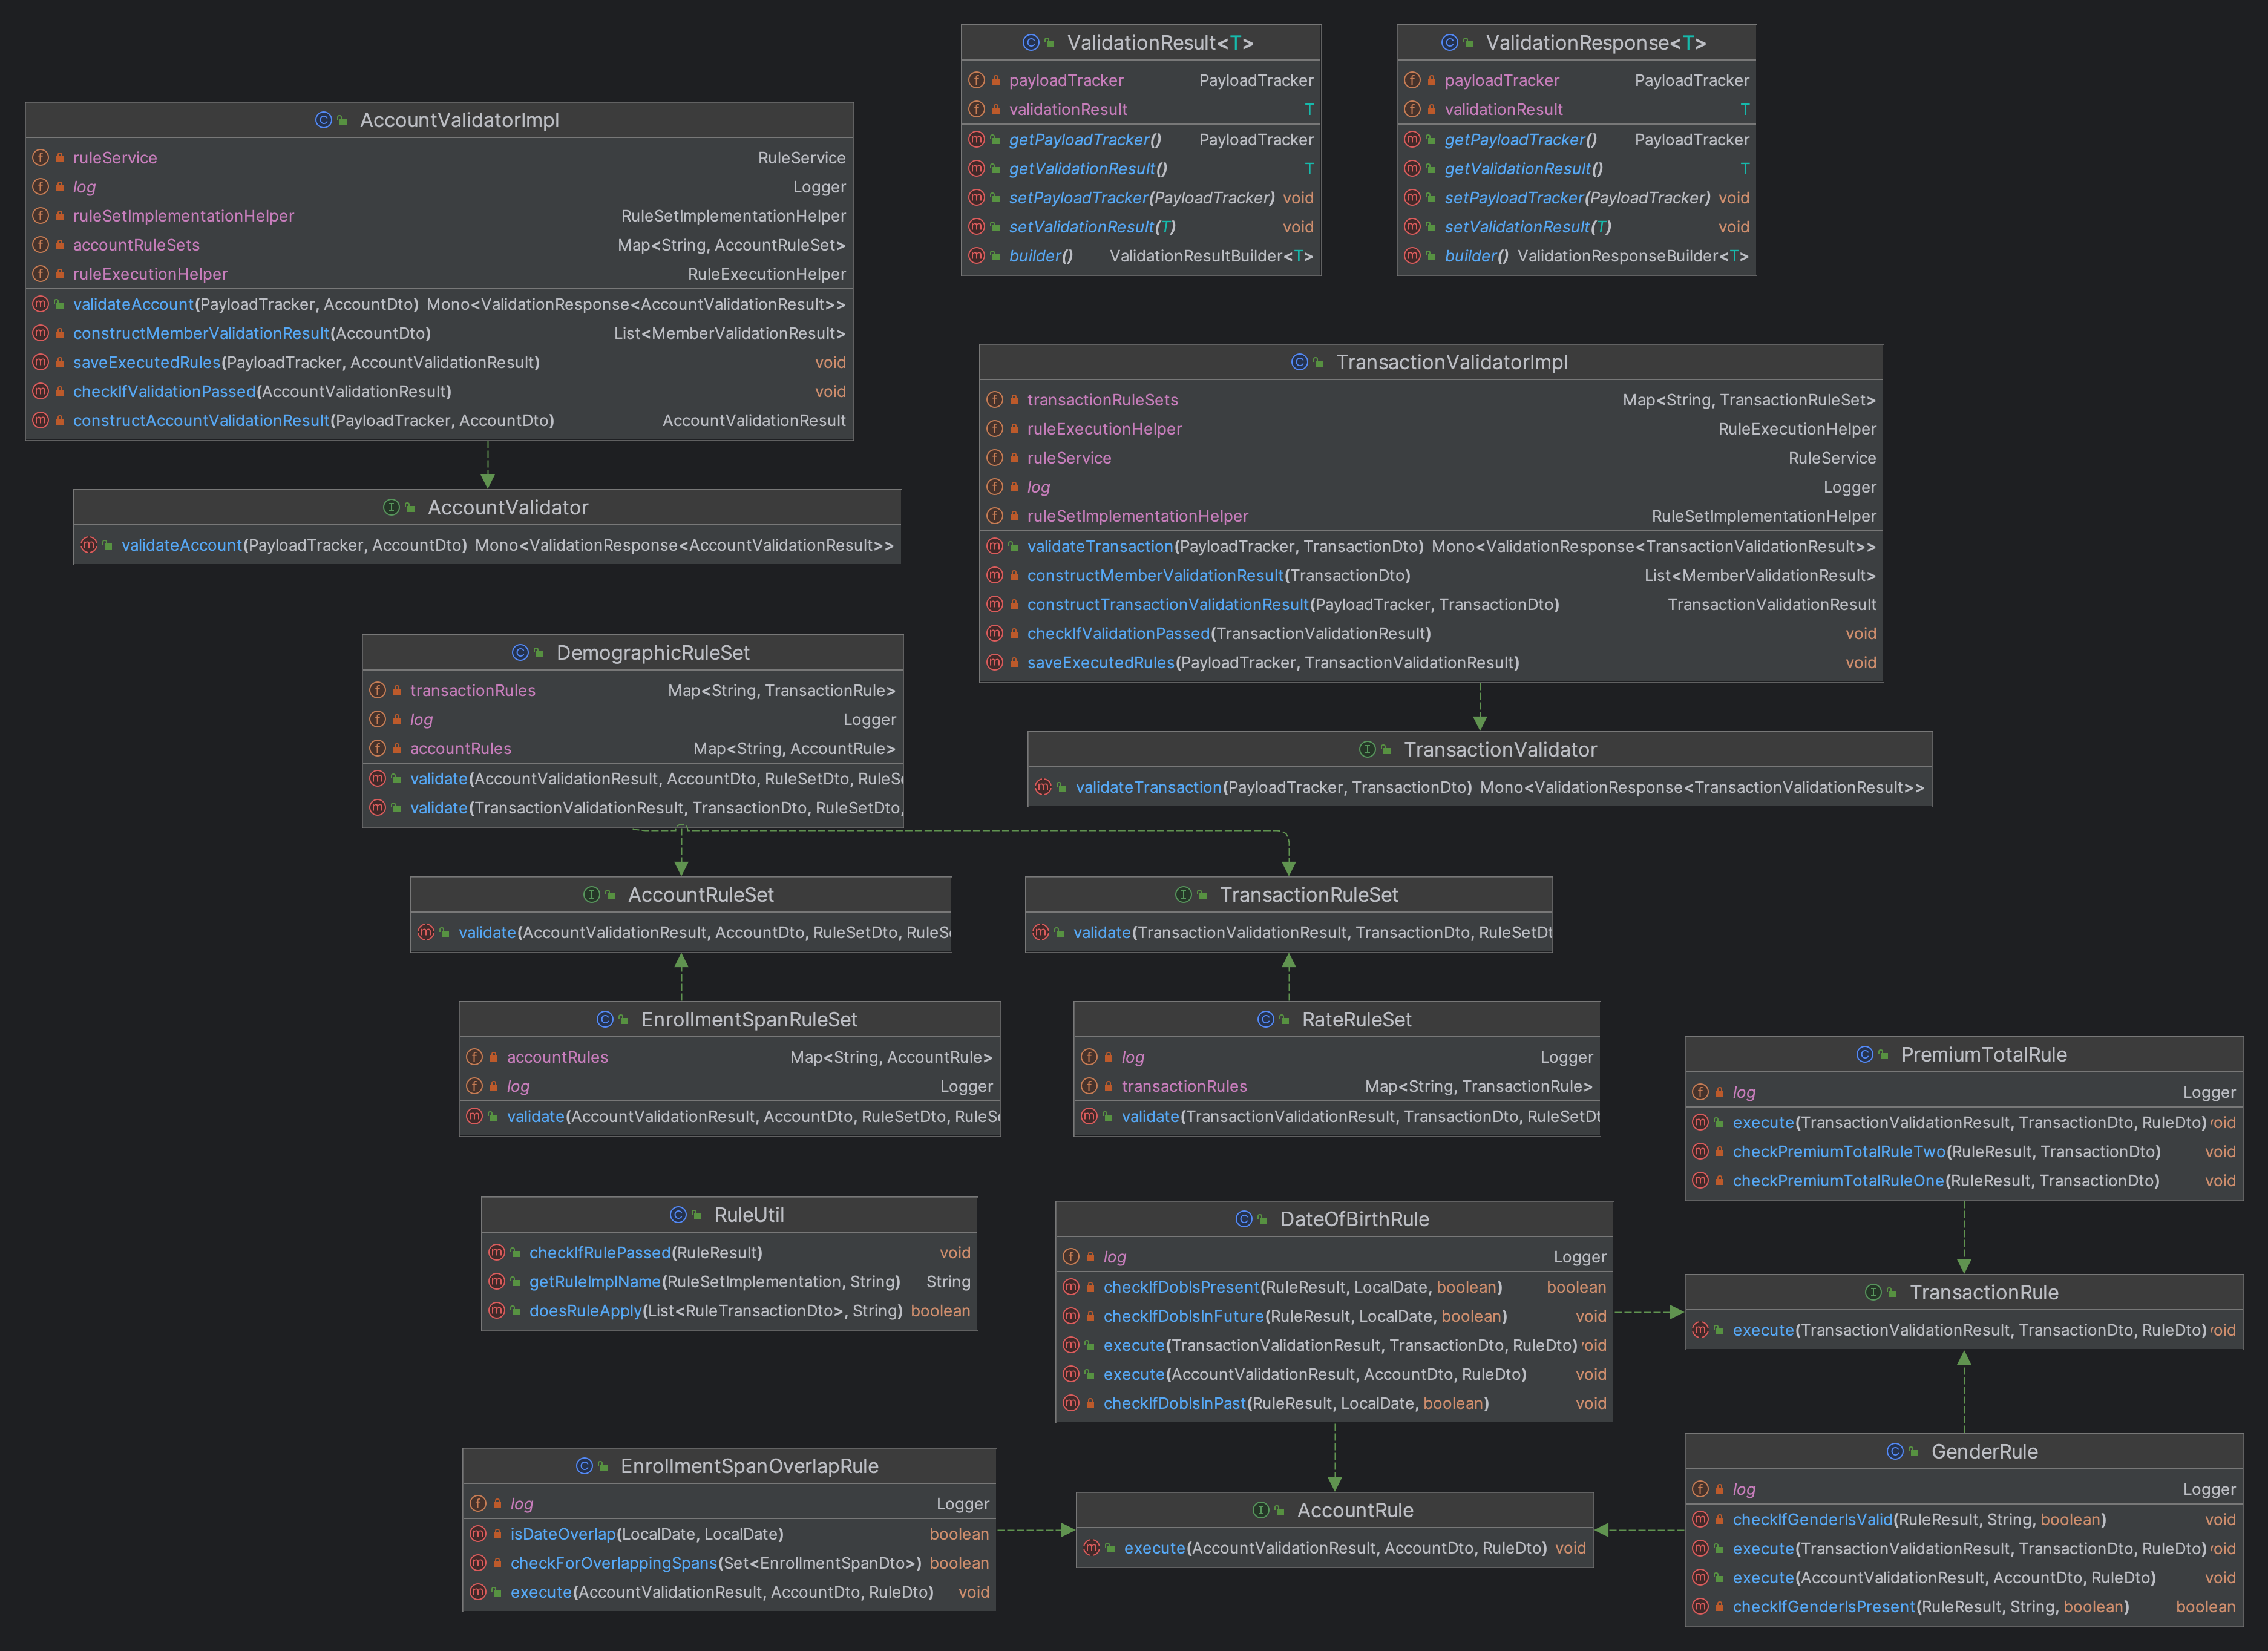 ValidationResult<T>
payloadTracker PayloadTracker
validationResult T
getPayloadTracker() PayloadTracker
getValidationResult() T
setPayloadTracker(PayloadTracker) void
setValidationResult(T) void
builder() ValidationResultBuilder<T>
ValidationResponse<T>
payloadTracker PayloadTracker
validationResult T
getPayloadTracker() PayloadTracker
getValidationResult() T
setPayloadTracker(PayloadTracker) void
setValidationResult(T) void
builder() ValidationResponseBuilder<T>
AccountValidatorImpl
ruleService RuleService
log Logger
ruleSetImplementationHelper RuleSetImplementationHelper
accountRuleSets Map<String, AccountRuleSet>
ruleExecutionHelper RuleExecutionHelper
validateAccount(PayloadTracker, AccountDto) Mono<ValidationResponse<AccountValidationResult>>
constructMemberValidationResult(AccountDto) List<MemberValidationResult>
saveExecutedRules(PayloadTracker, AccountValidationResult) void
checkIfValidationPassed(AccountValidationResult) void
constructAccountValidationResult(PayloadTracker, AccountDto) AccountValidationResult
AccountValidator
validateAccount(PayloadTracker, AccountDto) Mono<ValidationResponse<AccountValidationResult>>
TransactionValidatorImpl
transactionRuleSets Map<String, TransactionRuleSet>
ruleExecutionHelper RuleExecutionHelper
ruleService RuleService
log Logger
ruleSetImplementationHelper RuleSetImplementationHelper
validateTransaction(PayloadTracker, TransactionDto) Mono<ValidationResponse<TransactionValidationResult>>
constructMemberValidationResult(TransactionDto) List<MemberValidationResult>
constructTransactionValidationResult(PayloadTracker, TransactionDto) TransactionValidationResult
checkIfValidationPassed(TransactionValidationResult) void
saveExecutedRules(PayloadTracker, TransactionValidationResult) void
TransactionValidator
validateTransaction(PayloadTracker, TransactionDto) Mono<ValidationResponse<TransactionValidationResult>>
DemographicRuleSet
transactionRules Map<String, TransactionRule>
log Logger
accountRules Map<String, AccountRule>
validate(AccountValidationResult, AccountDto, RuleSetDto, RuleS
validate(TransactionValidationResult, TransactionDto, RuleSetDto,
AccountRuleSet
validate(AccountValidationResult, AccountDto, RuleSetDto, RuleS
TransactionRuleSet
validate(TransactionValidationResult, TransactionDto, RuleSetD
EnrollmentSpanRuleSet
accountRules Map<String, AccountRule>
log Logger
validate(AccountValidationResult, AccountDto, RuleSetDto, RuleS
RateRuleSet
log Logger
transactionRules Map<String, TransactionRule>
validate(TransactionValidationResult, TransactionDto, RuleSetD
PremiumTotalRule
log Logger
execute(TransactionValidationResult, TransactionDto, RuleDto) void
checkPremiumTotalRuleTwo(RuleResult, TransactionDto) void
checkPremiumTotalRuleOne(RuleResult, TransactionDto) void
RuleUtil
checkIfRulePassed(RuleResult) void
getRuleImplName(RuleSetImplementation, String) String
doesRuleApply(List<RuleTransactionDto>, String) boolean
DateOfBirthRule
log Logger
checkIfDobIsPresent(RuleResult, LocalDate, boolean) boolean
checkIfDobIsInFuture(RuleResult, LocalDate, boolean) void
execute(TransactionValidationResult, TransactionDto, RuleDto) void
execute(AccountValidationResult, AccountDto, RuleDto) void
checkIfDobIsInPast(RuleResult, LocalDate, boolean) void
TransactionRule
execute(TransactionValidationResult, TransactionDto, RuleDto) void
EnrollmentSpanOverlapRule
log Logger
isDateOverlap(LocalDate, LocalDate) boolean
checkForOverlappingSpans(Set<EnrollmentSpanDto>) boolean
execute(AccountValidationResult, AccountDto, RuleDto) void
AccountRule
execute(AccountValidationResult, AccountDto, RuleDto) void
GenderRule
log Logger
checkIfGenderIsValid(RuleResult, String, boolean) void
execute(TransactionValidationResult, TransactionDto, RuleDto) void
execute(AccountValidationResult, AccountDto, RuleDto) void
checkIfGenderIsPresent(RuleResult, String, boolean) boolean